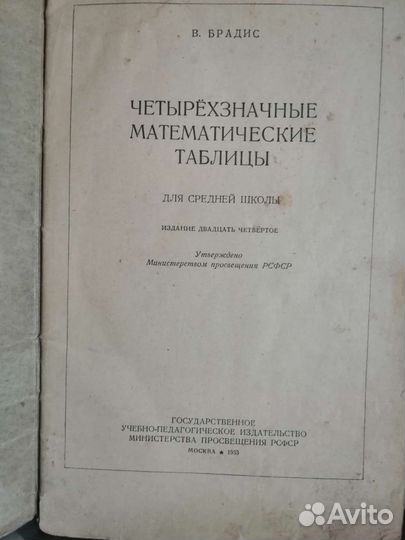 В. БРАДИС
ЧЕТЫРЁХЗНАЧНЫЕ
МАТЕМАТИЧЕСКИЕ
ТАБЛИЦЫ
ДЛЯ СРЕДНЕЙ ШКОЛЫ
ИЗДАНИЕ ДВАДЦАТЬ ЧЕТВЁРТОЕ
Утверждено
Министерством просвещения РСФСР
ГОСУДАРСТВЕННОЕ
УЧЕБНО-ПЕДАГОГИЧЕСКОЕ ИЗДАТЕЛЬСТВО
МИНИСТЕРСТВА ПРОСВЕЩЕНИЯ РСФСР
МОСКВА ★ 1953
Avito